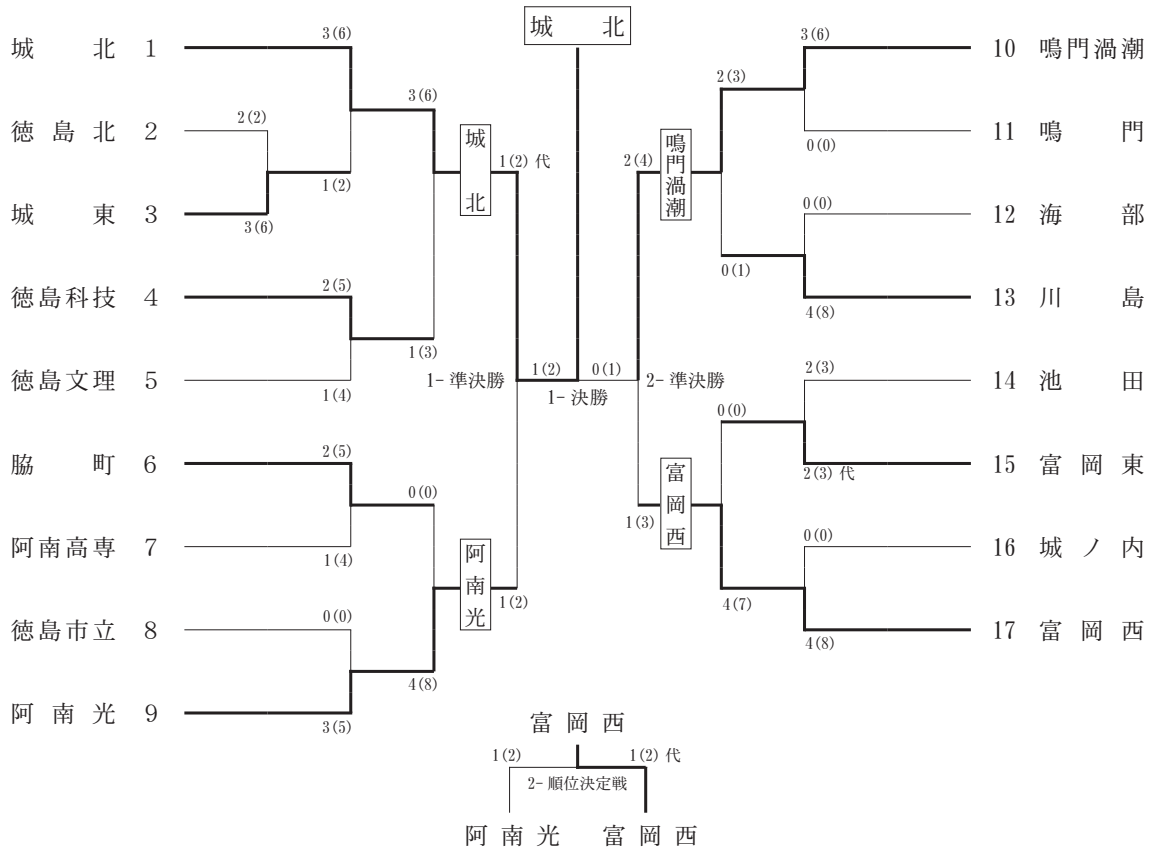 城北
城北 1
徳島北 2
城東 3
徳島科技 4
徳島文理 5
脇町 6
阿南高専 7
徳島市立 8
阿南光 9
3(6)
2(2)
3(6)
1(2)
3(6)
2(5)
1(4)
1(3)
2(5)
1(4)
0(0)
0(0)
3(5)
4(8)
城北
阿南光
1(2) 代
1(2)
1-準決勝
1(2)
0(1)
1-決勝
2-準決勝
2(4)
1(3)
鳴門渦潮
富岡西
2(3)
0(1)
0(0)
4(7)
3(6)
0(0)
0(0)
4(8)
2(3)
2(3) 代
0(0)
4(8)
10 鳴門渦潮
11 鳴門
12 海部
13 川島
14 池田
15 富岡東
16 城ノ内
17 富岡西
富岡西
1(2)
1(2) 代
2-順位決定戦
阿南光 富岡西